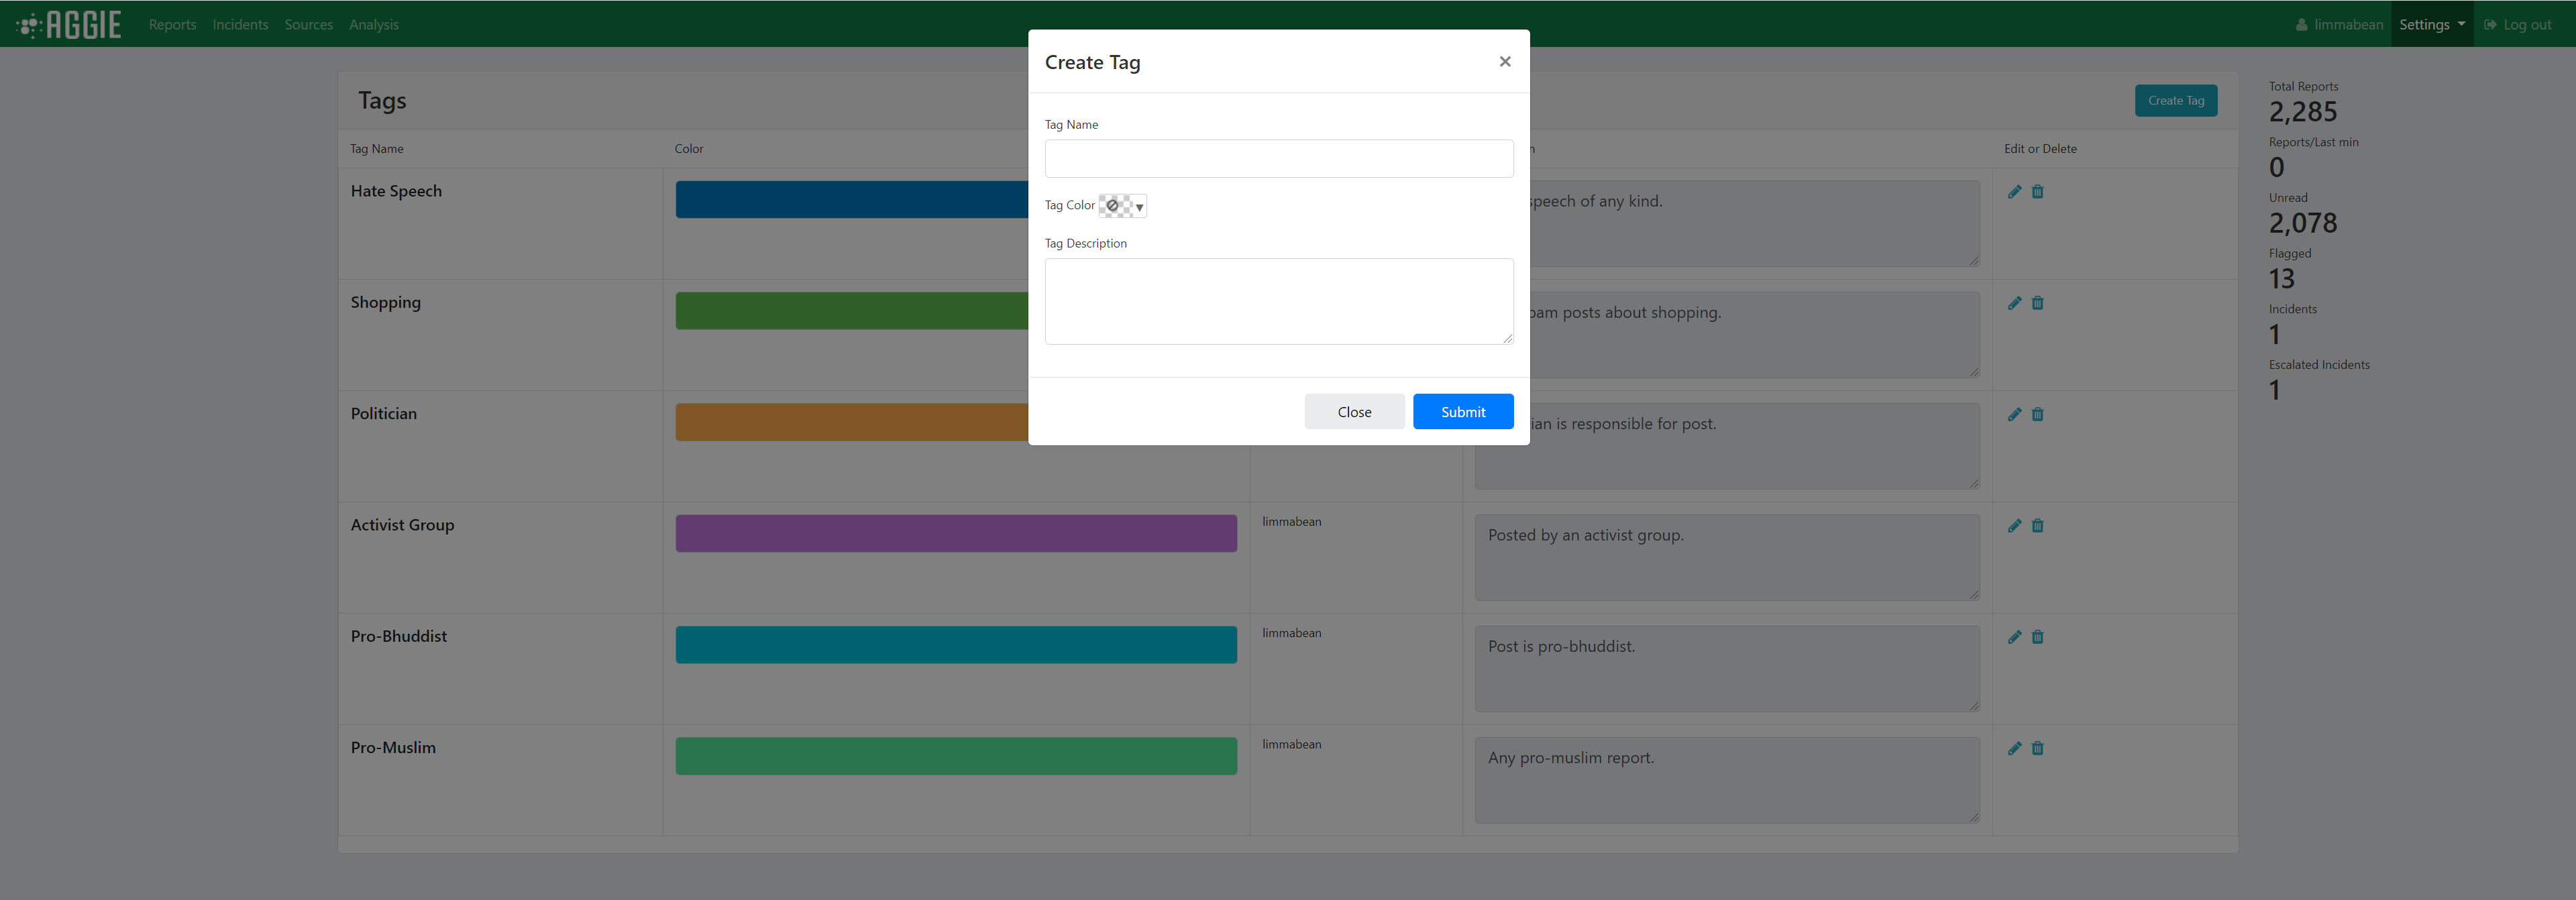 AGGIE Reports Incidents Sources Analysis limmabean Settings Log out
Create Tag ×
Tag Name
Tag Color
Tag Description
Close Submit
Tags Create Tag
Tag Name Color Edit or Delete
Hate Speech speech of any kind.
Shopping posts about shopping.
Politician is responsible for post.
Activist Group limmabean Posted by an activist group.
Pro-Bhuddist limmabean Post is pro-bhuddist.
Pro-Muslim limmabean Any pro-muslim report.
Total Reports
2,285
Reports/Last min
0
Unread
2,078
Flagged
13
Incidents
1
Escalated Incidents
1